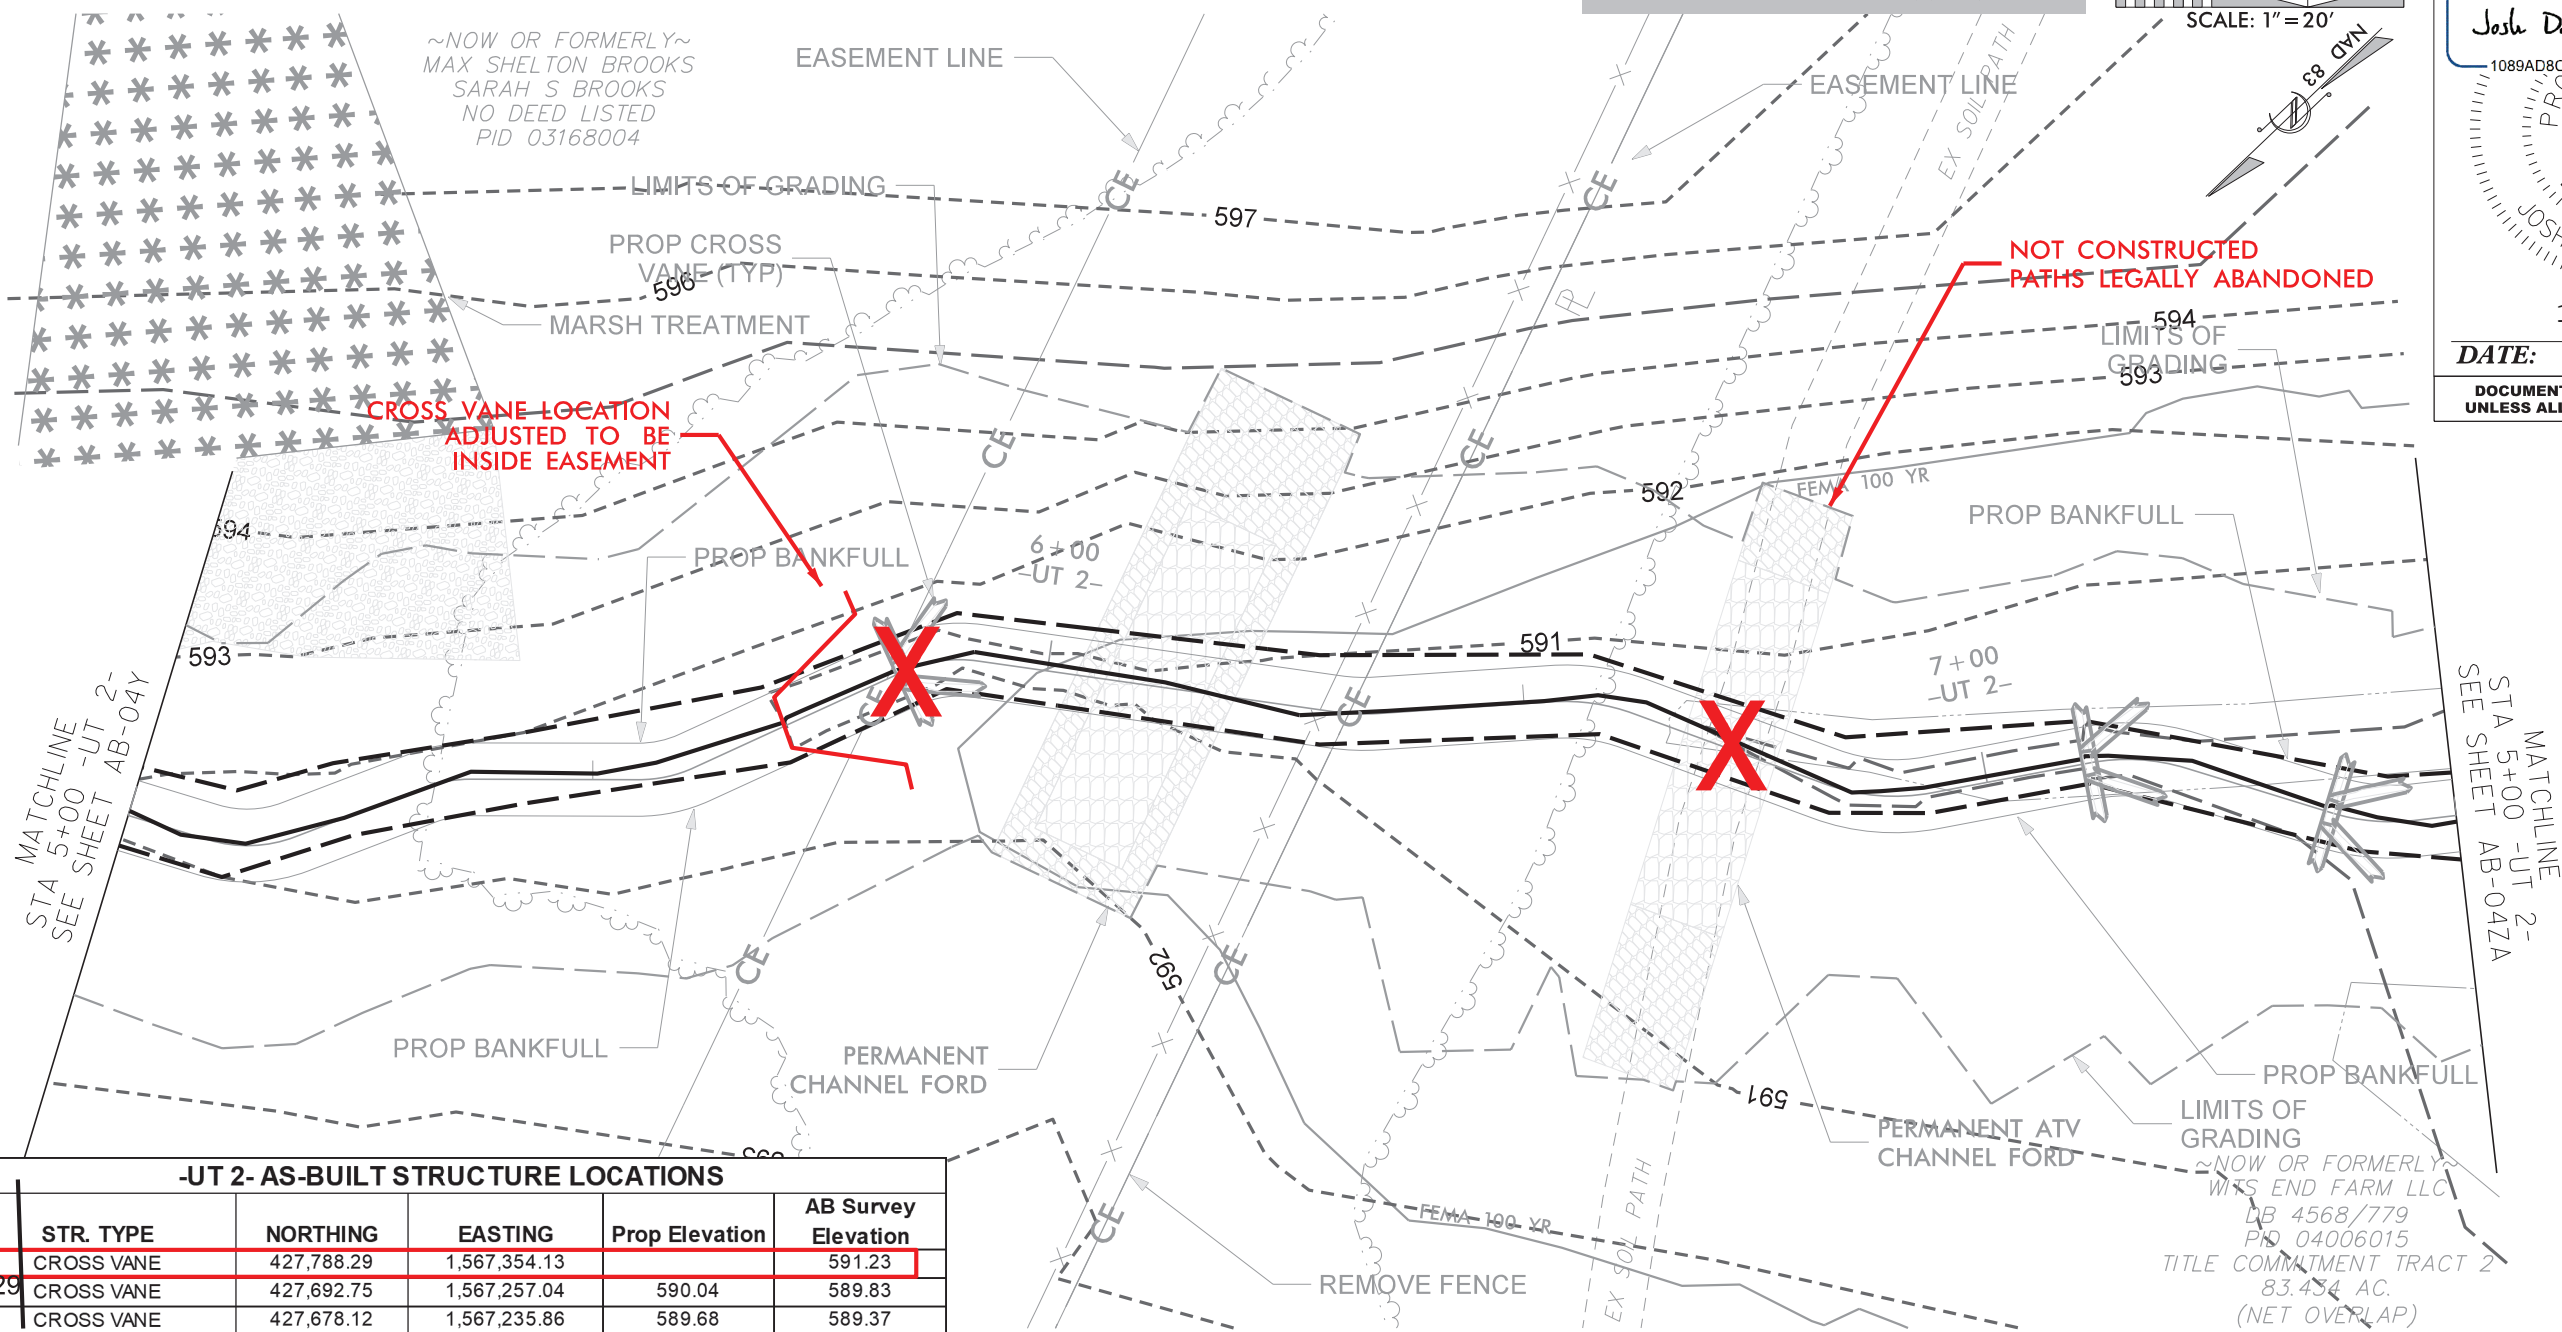 ~NOW OR FORMERLY~
MAX SHELTON BROOKS
SARAH S BROOKS
NO DEED LISTED
PID 03168004
EASEMENT LINE
EASEMENT LINE
SCALE: 1"=20'
NAD 83
EX SOIL PATH
1089AD8C
DATE:
DOCUMENT
UNLESS ALL
LIMITS OF GRADING
CE
CE
597
PROP CROSS
VANE (TYP)
596
MARSH TREATMENT
PL
NOT CONSTRUCTED
PATHS LEGALLY ABANDONED
594
LIMITS OF
GRADING
593
CROSS VANE LOCATION
ADJUSTED TO BE
INSIDE EASEMENT
CE
CE
592
FEMA 100 YR
PROP BANKFULL
594
PROP BANKFULL
6+00
-UT 2-
591
593
7+00
-UT 2-
CE
CE
MATCHLINE
STA 5+00 -UT 2-
SEE SHEET AB-04Y
MATCHLINE
STA 5+00 -UT 2-
SEE SHEET AB-04ZA
CE
592
CE
PROP BANKFULL
PERMANENT
CHANNEL FORD
591
PERMANENT ATV
CHANNEL FORD
PROP BANKFULL
LIMITS OF
GRADING
~NOW OR FORMERLY~
WITS END FARM LLC
DB 4568/779
PID 04006015
TITLE COMMITMENT TRACT 2
83.434 AC.
(NET OVERLAP)
593
CE
FEMA 100 YR
EX SOIL PATH
REMOVE FENCE
-UT 2- AS-BUILT STRUCTURE LOCATIONS
STR. TYPE NORTHING EASTING Prop Elevation AB Survey Elevation
CROSS VANE 427,788.29 1,567,354.13 591.23
29
CROSS VANE 427,692.75 1,567,257.04 590.04 589.83
CROSS VANE 427,678.12 1,567,235.86 589.68 589.37